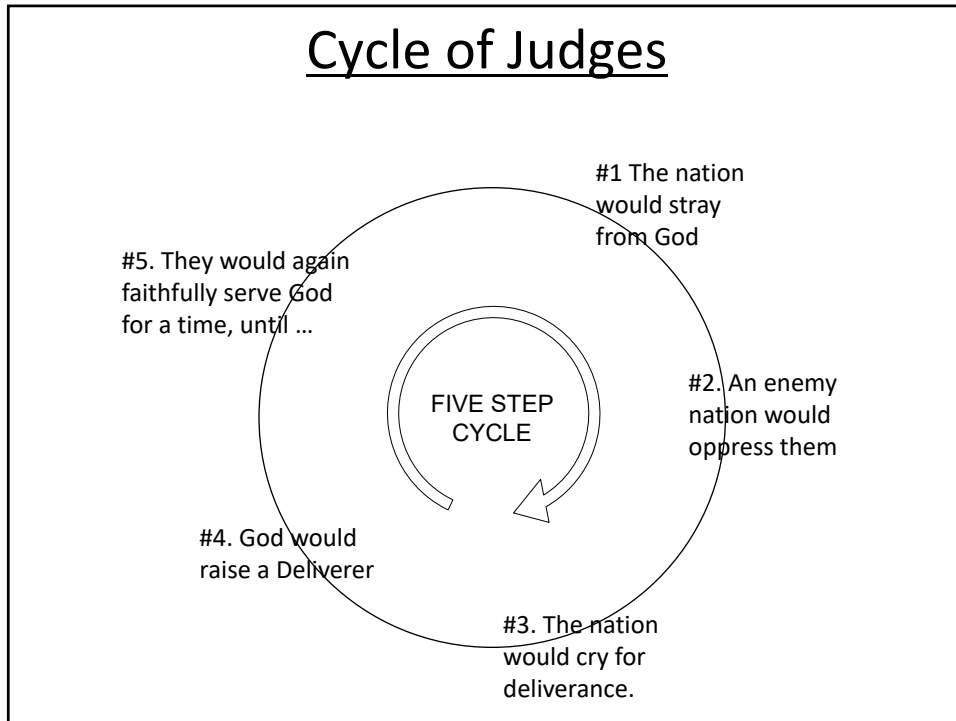 Cycle of Judges
#1 The nation
would stray
from God
#2. An enemy
nation would
oppress them
#3. The nation
would cry for
deliverance.
#4. God would
raise a Deliverer
#5. They would again
faithfully serve God
for a time, until ...
FIVE STEP
CYCLE